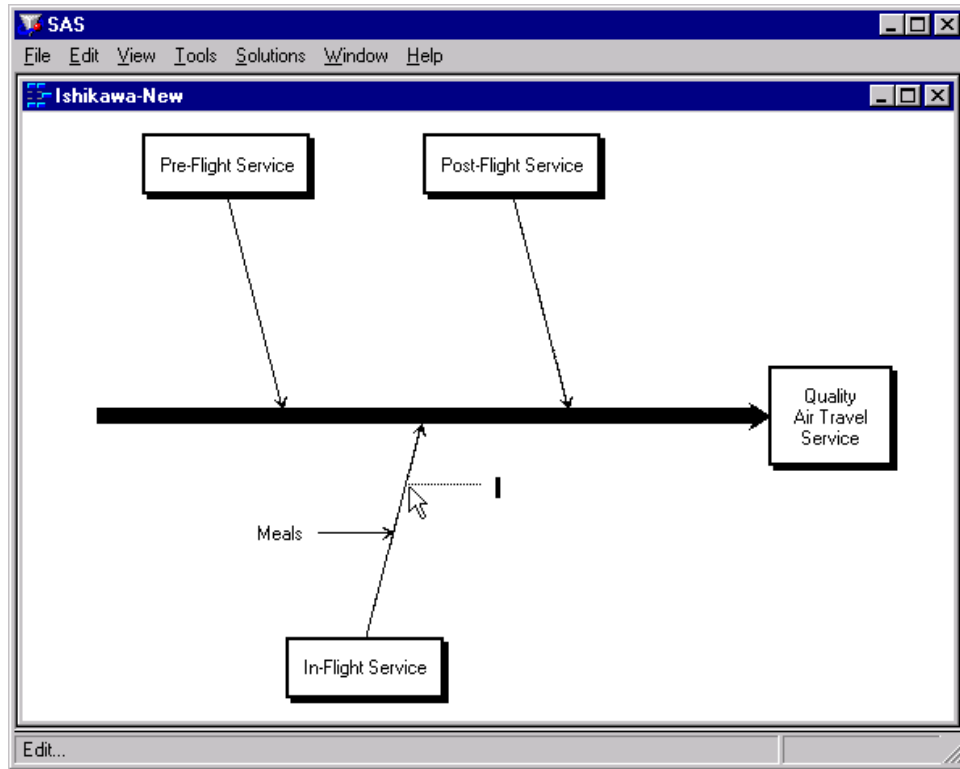 SAS
File Edit View Tools Solutions Window Help
Ishikawa-New
Pre-Flight Service
Post-Flight Service
Quality
Air Travel
Service
Meals
In-Flight Service
Edit...